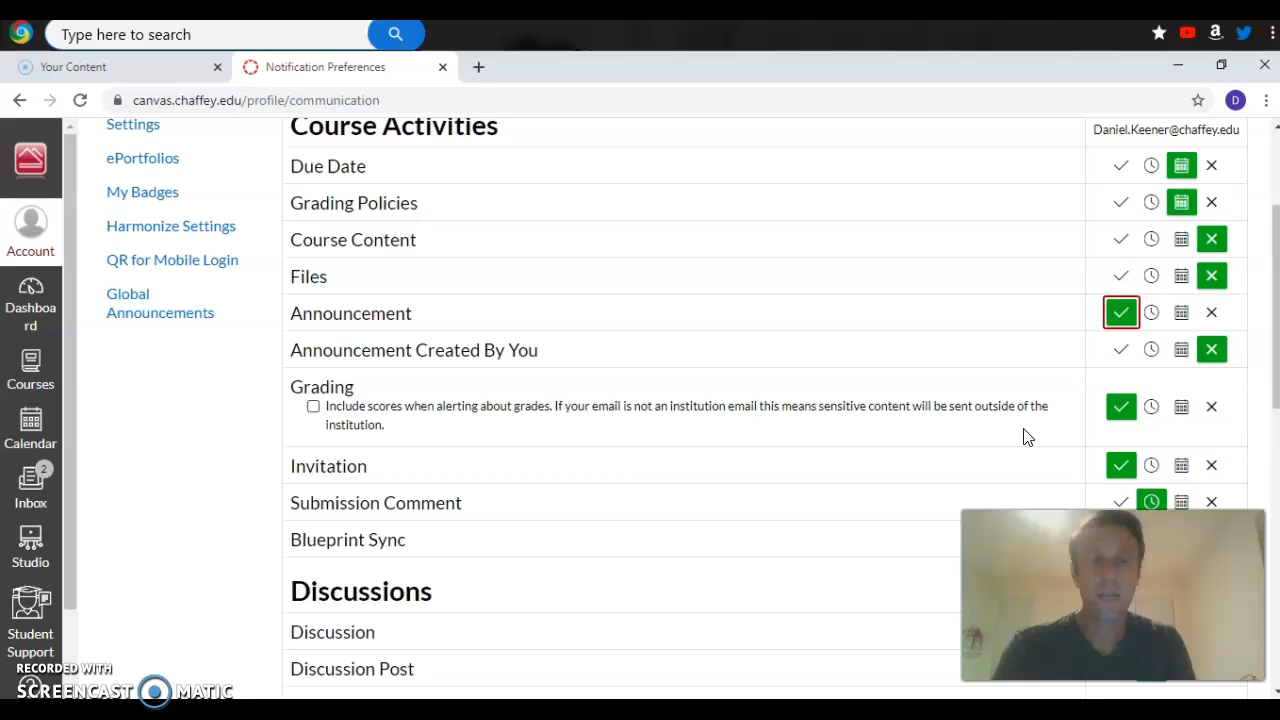 Type here to search
Your Content
Notification Preferences
canvas.chaffey.edu/profile/communication
D
Settings
ePortfolios
My Badges
Harmonize Settings
QR for Mobile Login
Global
Announcements
Account
Dashboa
rd
Courses
Calendar
2
Inbox
Studio
Student
Support
Course Activities
Daniel.Keener@chaffey.edu
Due Date
Grading Policies
Course Content
Files
Announcement
Announcement Created By You
Grading
Include scores when alerting about grades. If your email is not an institution email this means sensitive content will be sent outside of the
institution.
Invitation
Submission Comment
Blueprint Sync
Discussions
Discussion
Discussion Post
RECORDED WITH
SCREENCAST MATIC